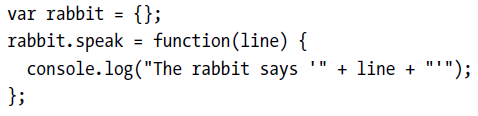 var rabbit = {};
rabbit.speak = function(line) {
  console.log("The rabbit says '" + line + "'");
};